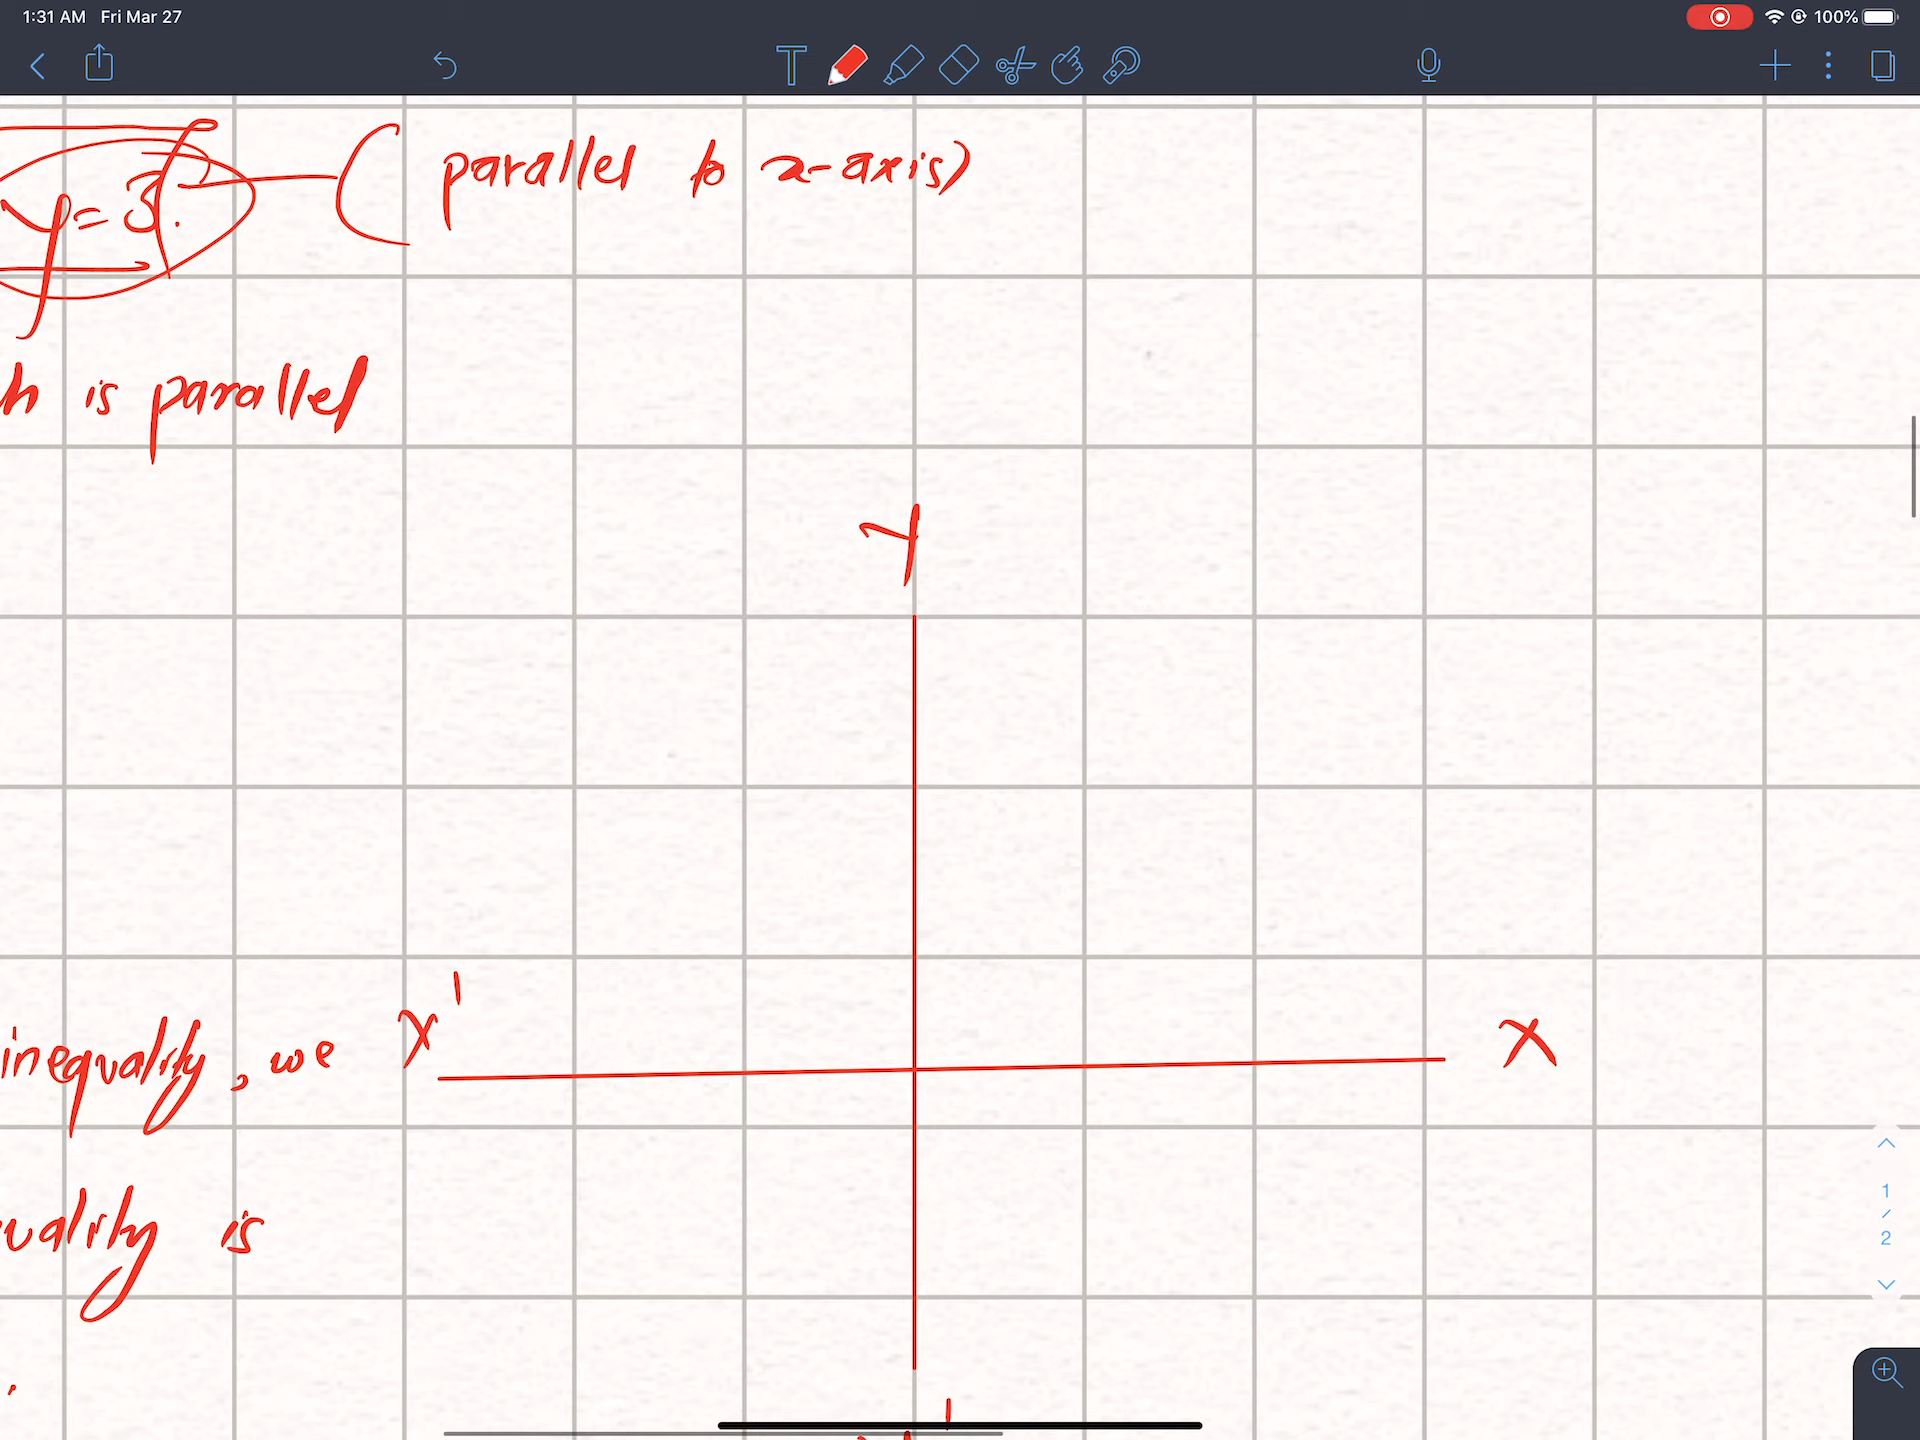 1:31 AM Fri Mar 27 100%
y = 3. ( parallel to x-axis)
h is parallel
Y
inequality, we X' X
uality is
1
/
2